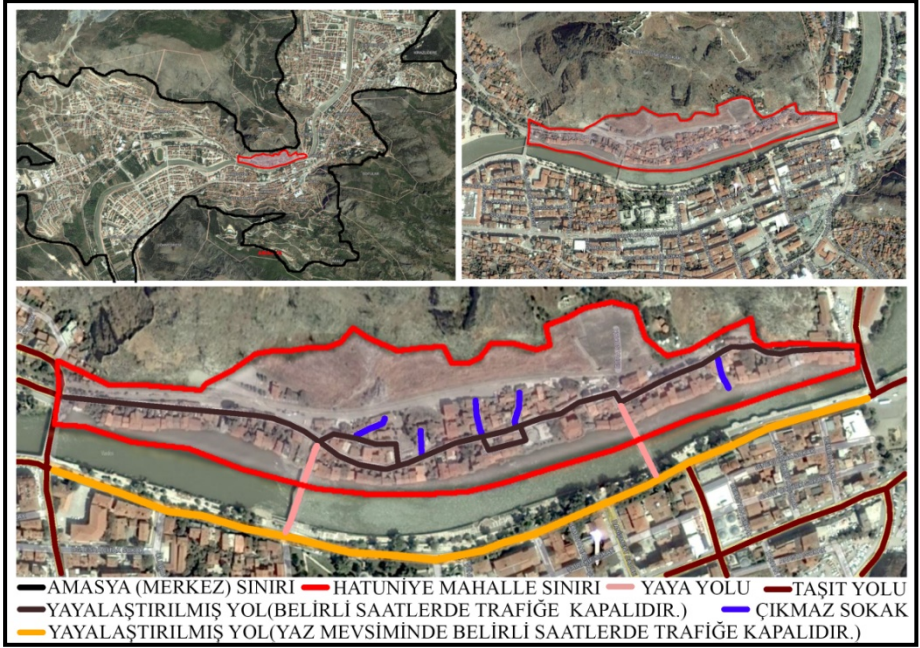 AMASYA (MERKEZ) SINIRI HATUNİYE MAHALLE SINIRI YAYA YOLU TAŞIT YOLU
YAYALAŞTIRILMIŞ YOL(BELİRLİ SAATLERDE TRAFİĞE KAPALIDIR.) ÇIKMAZ SOKAK
YAYALAŞTIRILMIŞ YOL(YAZ MEVSİMİNDE BELİRLİ SAATLERDE TRAFİĞE KAPALIDIR.)